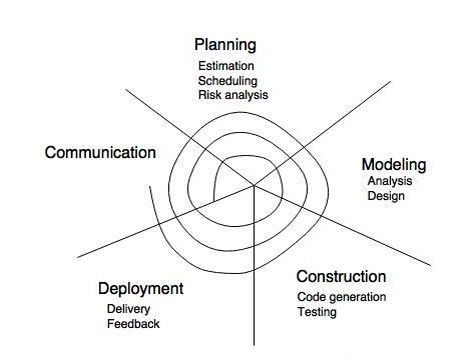 Planning
Estimation
Scheduling
Risk analysis
Communication
Modeling
Analysis
Design
Deployment
Delivery
Feedback
Construction
Code generation
Testing